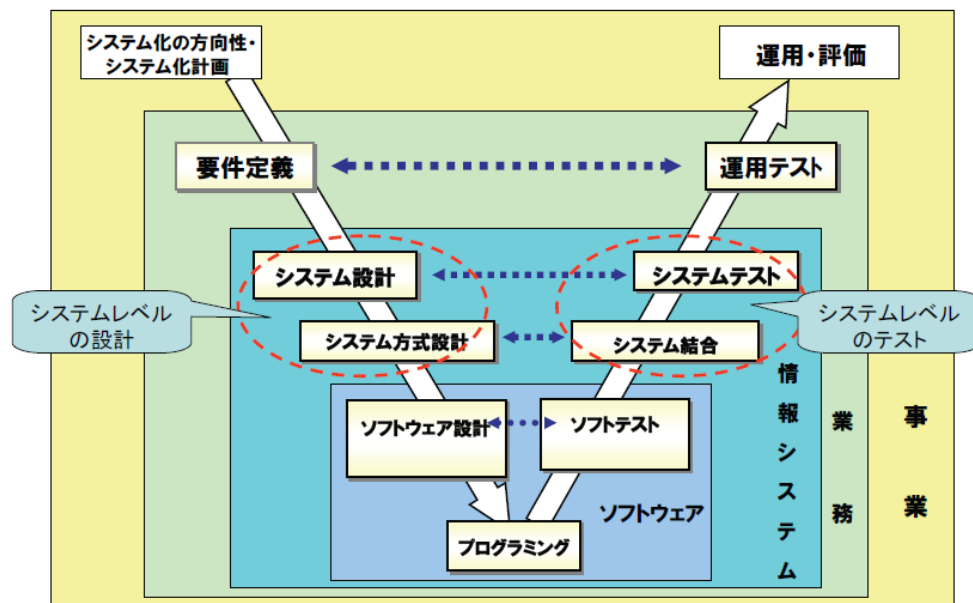 システム化の方向性・
システム化計画
運用・評価
要件定義
運用テスト
システム設計
システムテスト
システムレベル
の設計
システムレベル
のテスト
システム方式設計
システム結合
ソフトウェア設計
ソフトテスト
ソフトウェア
プログラミング
情報システム
業務
事業